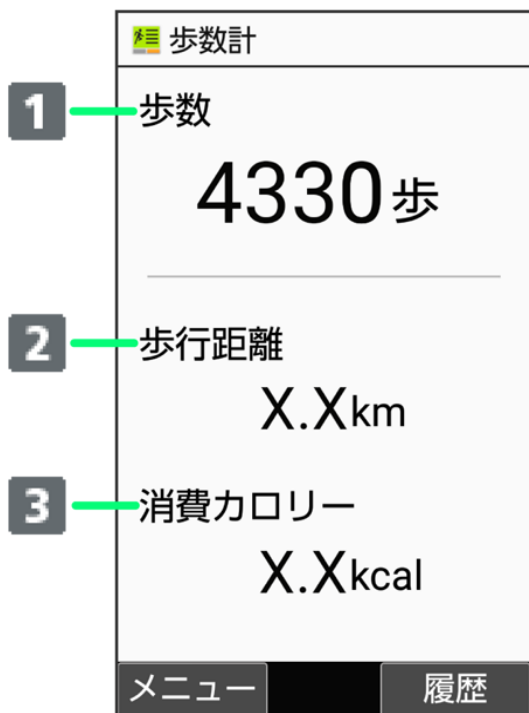 歩数計
1 歩数
4330歩
2 歩行距離
X.Xkm
3 消費カロリー
X.Xkcal
メニュー 履歴